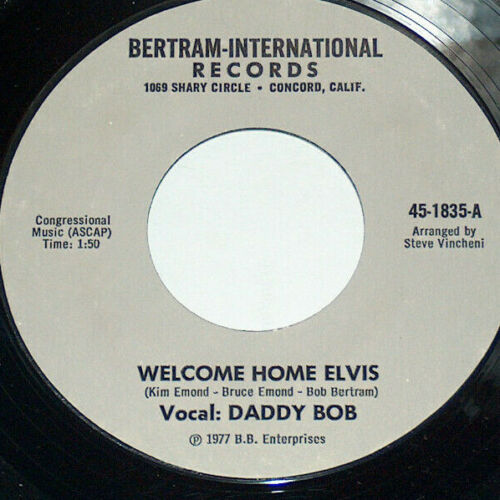 BERTRAM-INTERNATIONAL
RECORDS
1069 SHARY CIRCLE • CONCORD, CALIF.
Congressional
Music (ASCAP)
Time: 1:50
45-1835-A
Arranged by
Steve Vincheni
WELCOME HOME ELVIS
(Kim Emond - Bruce Emond - Bob Bertram)
Vocal: DADDY BOB
Ⓟ 1977 B.B. Enterprises